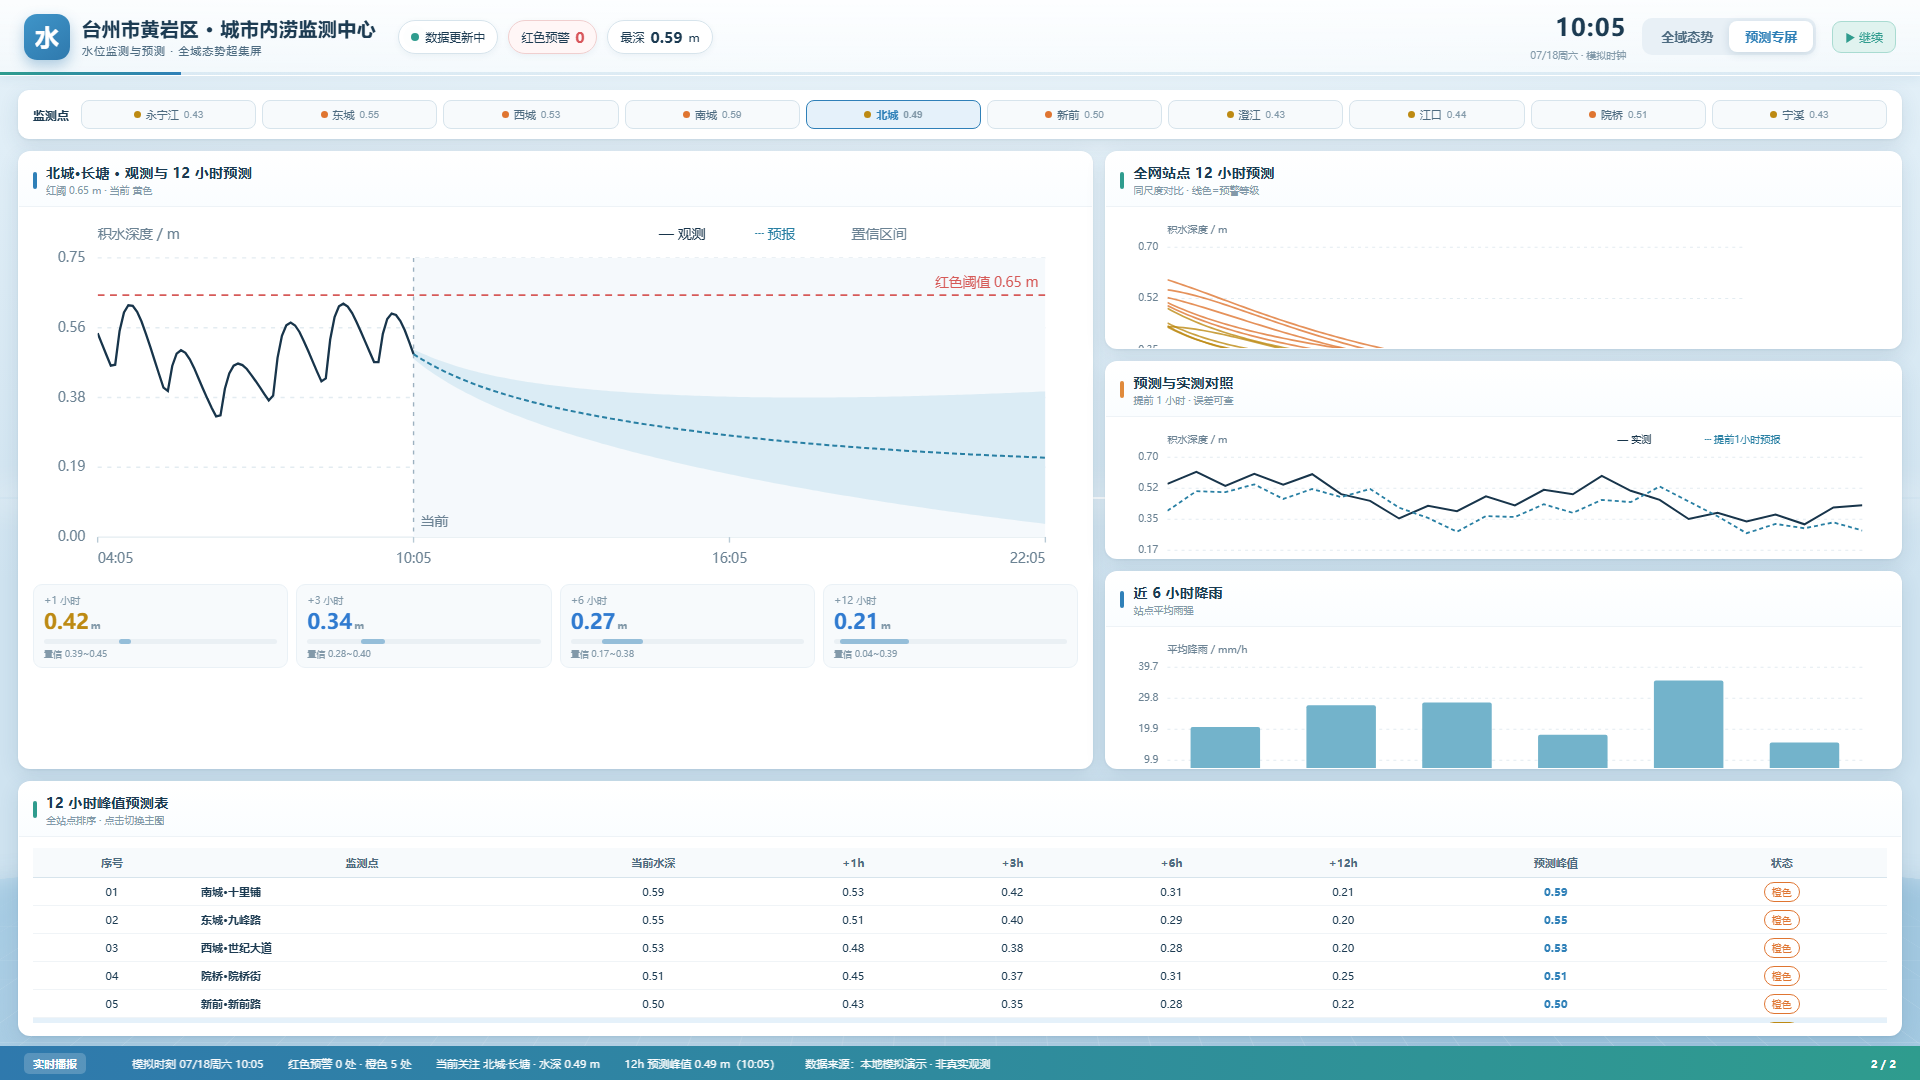 水
台州市黄岩区 • 城市内涝监测中心
水位监测与预测 · 全域态势超集屏
数据更新中
红色预警 0
最深 0.59 m
10:05
07/18周六 · 模拟时钟
全域态势
预测专屏
▶ 继续
监测点
永宁江 0.43
东城 0.55
西城 0.53
南城 0.59
北城 0.49
新前 0.50
澄江 0.43
江口 0.44
院桥 0.51
宁溪 0.43
北城•长塘 • 观测与 12 小时预测
红阈 0.65 m · 当前 黄色
积水深度 / m
— 观测
┄ 预报
置信区间
0.75
红色阈值 0.65 m
0.56
0.38
0.19
0.00
当前
04:05
10:05
16:05
22:05
+1 小时
0.42 m
置信 0.39~0.45
+3 小时
0.34 m
置信 0.28~0.40
+6 小时
0.27 m
置信 0.17~0.38
+12 小时
0.21 m
置信 0.04~0.39
全网站点 12 小时预测
同尺度对比 · 线色=预警等级
积水深度 / m
0.70
0.52
预测与实测对照
提前 1 小时 · 误差可查
积水深度 / m
— 实测
┄ 提前1小时预报
0.70
0.52
0.35
0.17
近 6 小时降雨
站点平均雨强
平均降雨 / mm/h
39.7
29.8
19.9
9.9
12 小时峰值预测表
全站点排序 · 点击切换主图
序号 监测点 当前水深 +1h +3h +6h +12h 预测峰值 状态
01 南城•十里铺 0.59 0.53 0.42 0.31 0.21 0.59 橙色
02 东城•九峰路 0.55 0.51 0.40 0.29 0.20 0.55 橙色
03 西城•世纪大道 0.53 0.48 0.38 0.28 0.20 0.53 橙色
04 院桥•院桥街 0.51 0.45 0.37 0.31 0.25 0.51 橙色
05 新前•新前路 0.50 0.43 0.35 0.28 0.22 0.50 橙色
实时播报
模拟时刻 07/18周六 10:05
红色预警 0 处 · 橙色 5 处
当前关注 北城·长塘 · 水深 0.49 m
12h 预测峰值 0.49 m（10:05）
数据来源：本地模拟演示 · 非真实观测
2 / 2